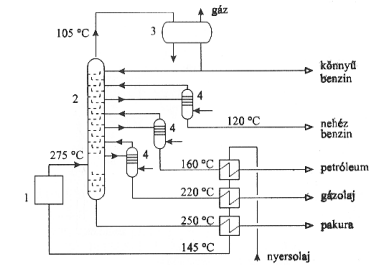 gáz
105 °C
3
könnyű
benzin
2
4
120 °C
nehéz
benzin
4
275 °C
4
160 °C
petróleum
1
220 °C
gázolaj
250 °C
pakura
145 °C
nyersolaj